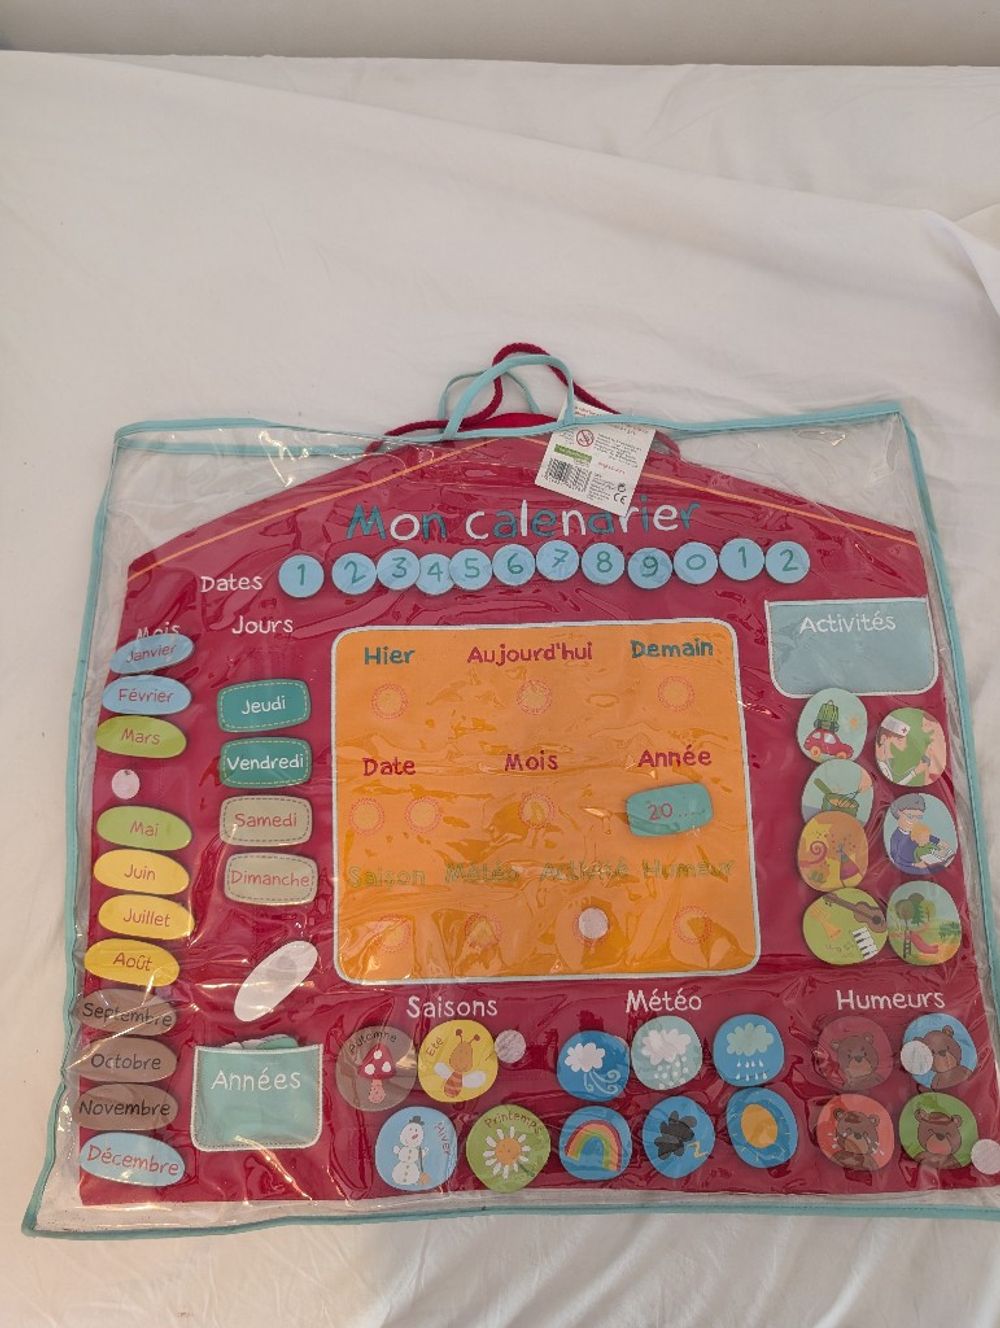 Mon calendrier
Dates 1 2 3 4 5 6 7 8 9 0 1 2
Mois
Jours
Activités
Janvier
Février
Mars
Mai
Juin
Juillet
Août
Septembre
Octobre
Novembre
Décembre
Jeudi
Vendredi
Samedi
Dimanche
Années
Hier Aujourd'hui Demain
Date Mois Année
20.....
Saison Météo Activité Humeur
Saisons Météo Humeurs
Automne
Eté
Hiver
Printemps
CE